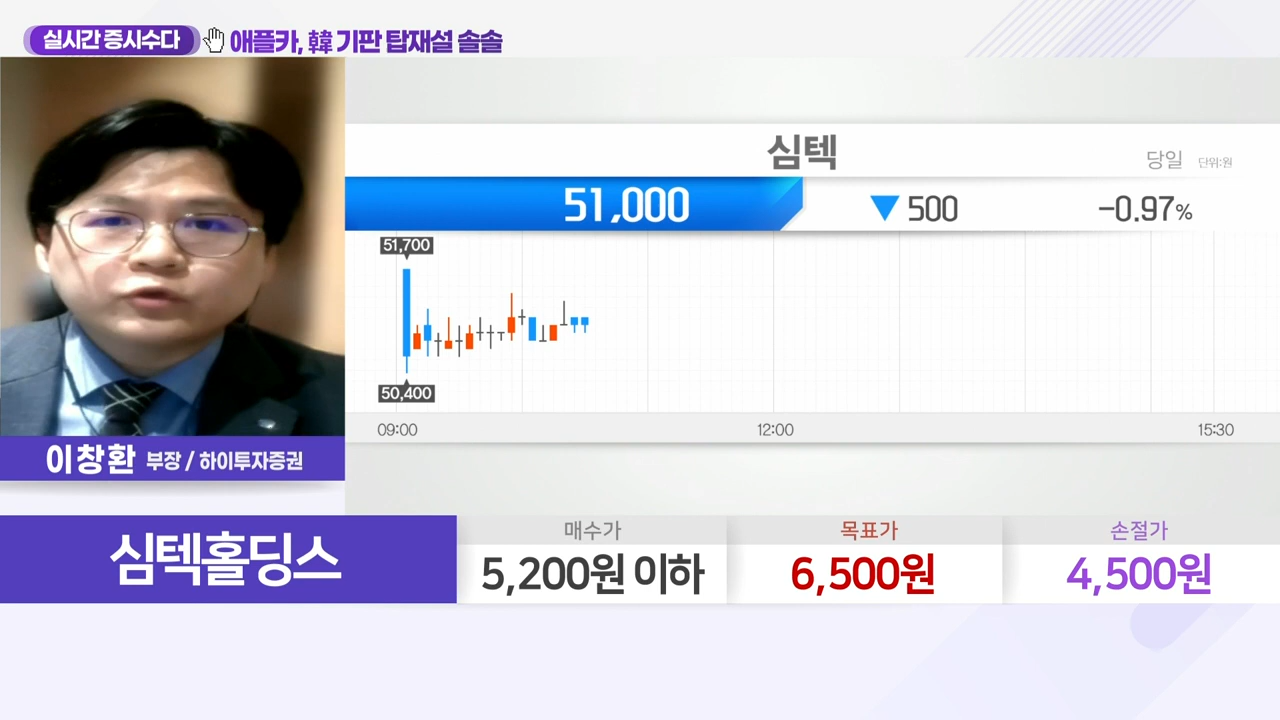 실시간 증시수다 애플카, 韓 기판 탑재설 솔솔
심텍
당일 단위:원
51,000 ▼ 500 -0.97%
51,700
50,400
09:00 12:00 15:30
이창환 부장 / 하이투자증권
심텍홀딩스
매수가 목표가 손절가
5,200원 이하 6,500원 4,500원